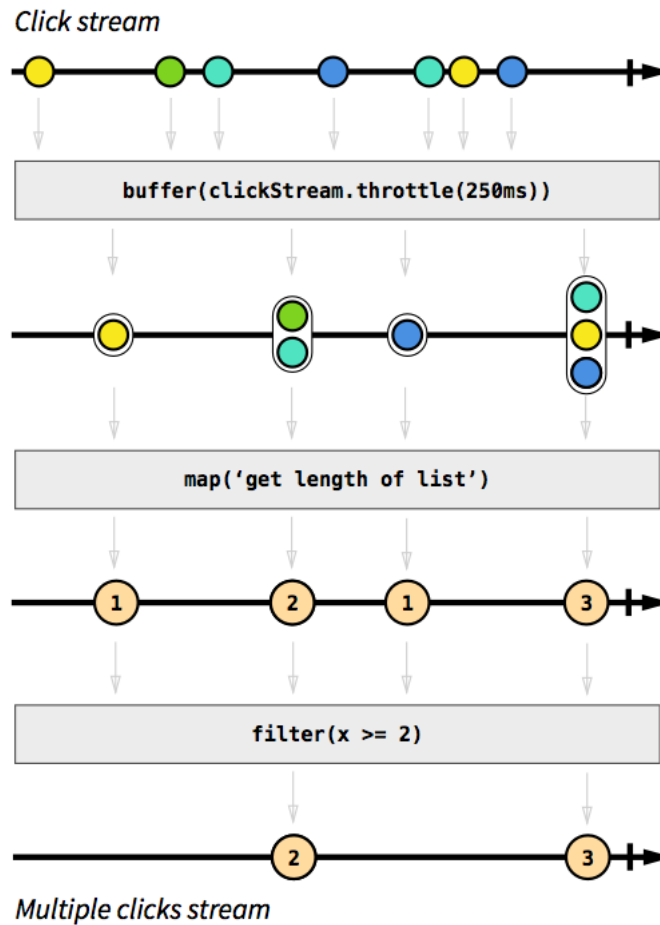 Click stream
buffer(clickStream.throttle(250ms))
map(‘get length of list’)
1 2 1 3
filter(x >= 2)
2 3
Multiple clicks stream